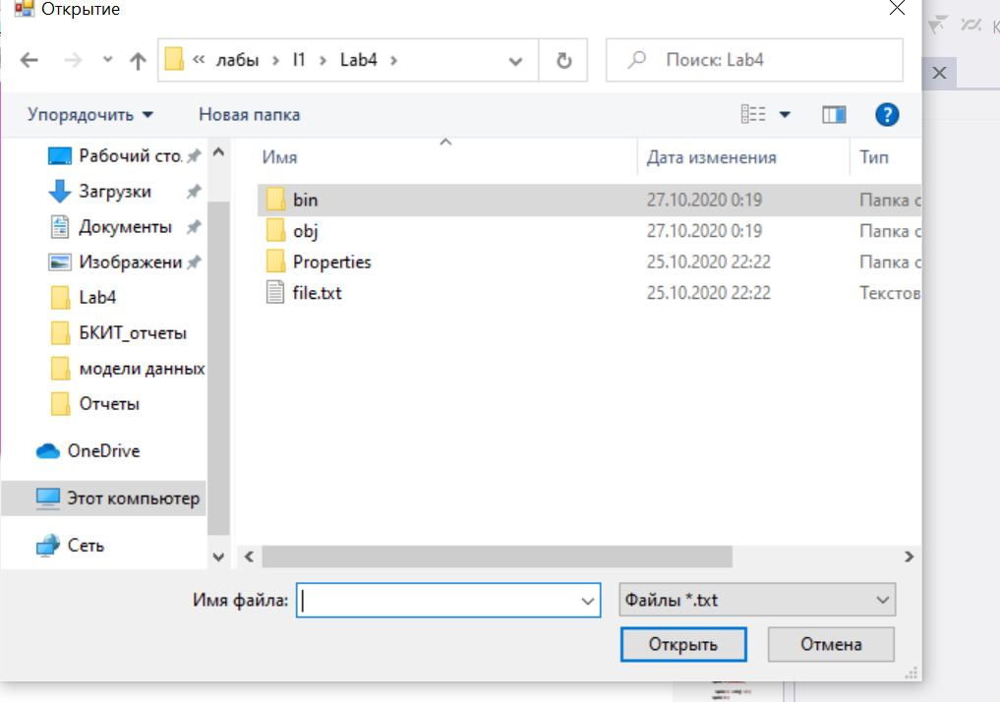 Открытие
« лабы › l1 › Lab4 ›
Поиск: Lab4
Упорядочить
Новая папка
?
Имя
Дата изменения
Тип
Рабочий сто.
Загрузки
Документы
Изображени
Lab4
БКИТ_отчеты
модели данных
Отчеты
OneDrive
Этот компьютер
Сеть
bin 27.10.2020 0:19 Папка с
obj 27.10.2020 0:19 Папка с
Properties 25.10.2020 22:22 Папка с
file.txt 25.10.2020 22:22 Текстов
Имя файла:
Файлы *.txt
Открыть
Отмена